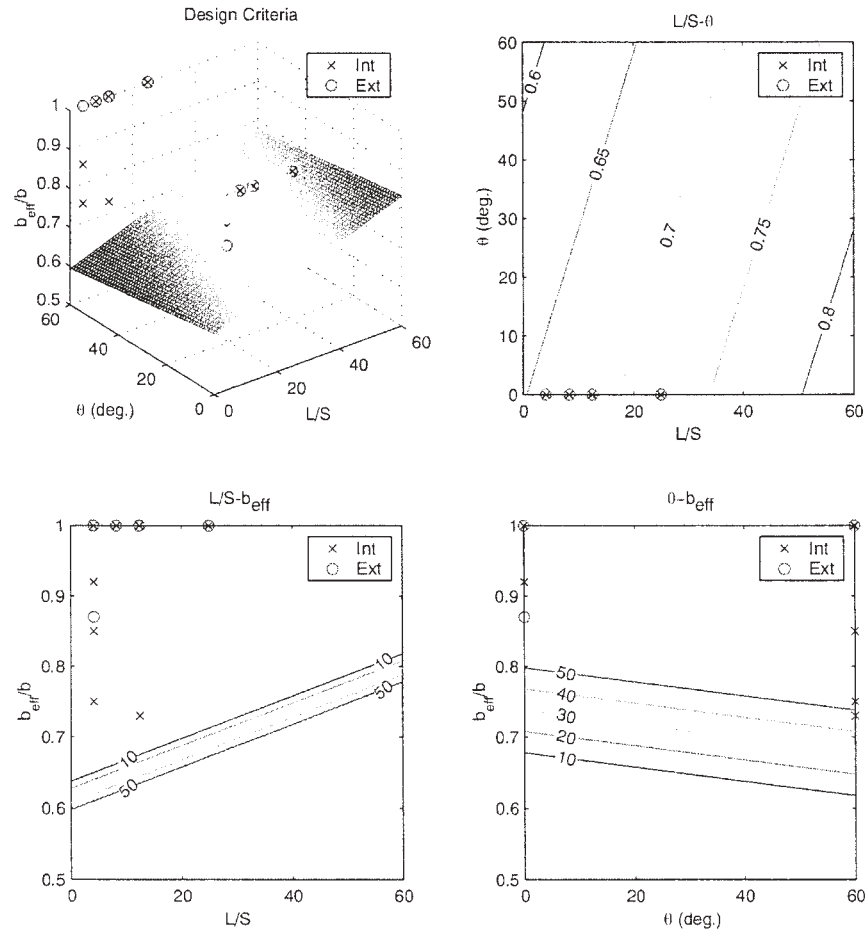 Design Criteria
× Int
○ Ext
1
0.9
0.8
0.7
0.6
0.5
b_eff/b
60
40
20
0
θ (deg.)
0
20
40
60
L/S
L/S-θ
× Int
○ Ext
60
50
40
30
20
10
0
θ (deg.)
0.6
0.65
0.7
0.75
0.8
0
20
40
60
L/S
L/S-b_eff
× Int
○ Ext
1
0.9
0.8
0.7
0.6
0.5
b_eff/b
10
50
10
50
0
20
40
60
L/S
θ-b_eff
× Int
○ Ext
1
0.9
0.8
0.7
0.6
0.5
b_eff/b
50
40
30
20
10
0
20
40
60
θ (deg.)